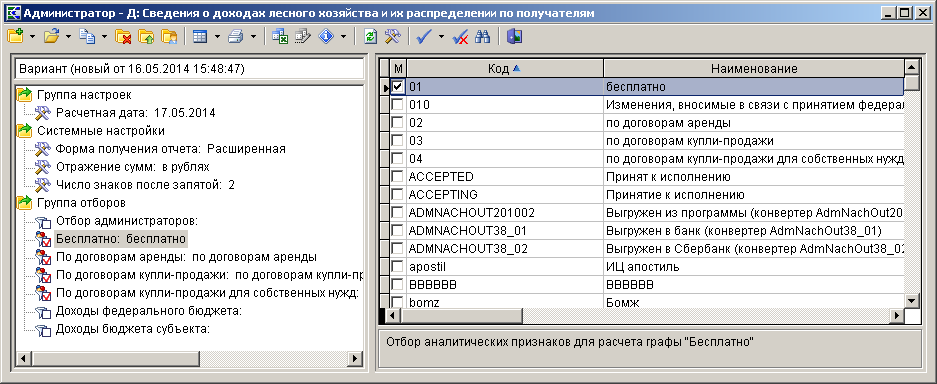 Администратор - Д: Сведения о доходах лесного хозяйства и их распределении по получателям
Вариант (новый от 16.05.2014 15:48:47)
Группа настроек
Расчетная дата: 17.05.2014
Системные настройки
Форма получения отчета: Расширенная
Отражение сумм: в рублях
Число знаков после запятой: 2
Группа отборов
Отбор администраторов:
Бесплатно: бесплатно
По договорам аренды: по договорам аренды
По договорам купли-продажи: по договорам купли-пр
По договорам купли-продажи для собственных нужд:
Доходы федерального бюджета:
Доходы бюджета субъекта:
М Код Наименование
01 бесплатно
010 Изменения, вносимые в связи с принятием федерал
02 по договорам аренды
03 по договорам купли-продажи
04 по договорам купли-продажи для собственных нужд
ACCEPTED Принят к исполнению
ACCEPTING Принятие к исполнению
ADMNACHOUT201002 Выгружен из программы (конвертер AdmNachOut20
ADMNACHOUT38_01 Выгружен в банк (конвертер AdmNachOut38_01)
ADMNACHOUT38_02 Выгружен в Сбербанк (конвертер AdmNachOut38_02
apostil ИЦ апостиль
BBBBBB BBBBBB
bomz Бомж
Отбор аналитических признаков для расчета графы "Бесплатно"